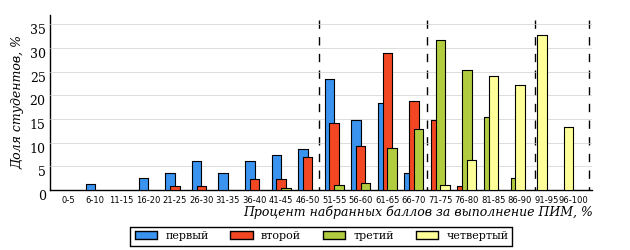 Доля студентов, %
35
30
25
20
15
10
5
0
0-5 6-10 11-15 16-20 21-25 26-30 31-35 36-40 41-45 46-50 51-55 56-60 61-65 66-70 71-75 76-80 81-85 86-90 91-95 96-100
Процент набранных баллов за выполнение ПИМ, %
первый второй третий четвертый